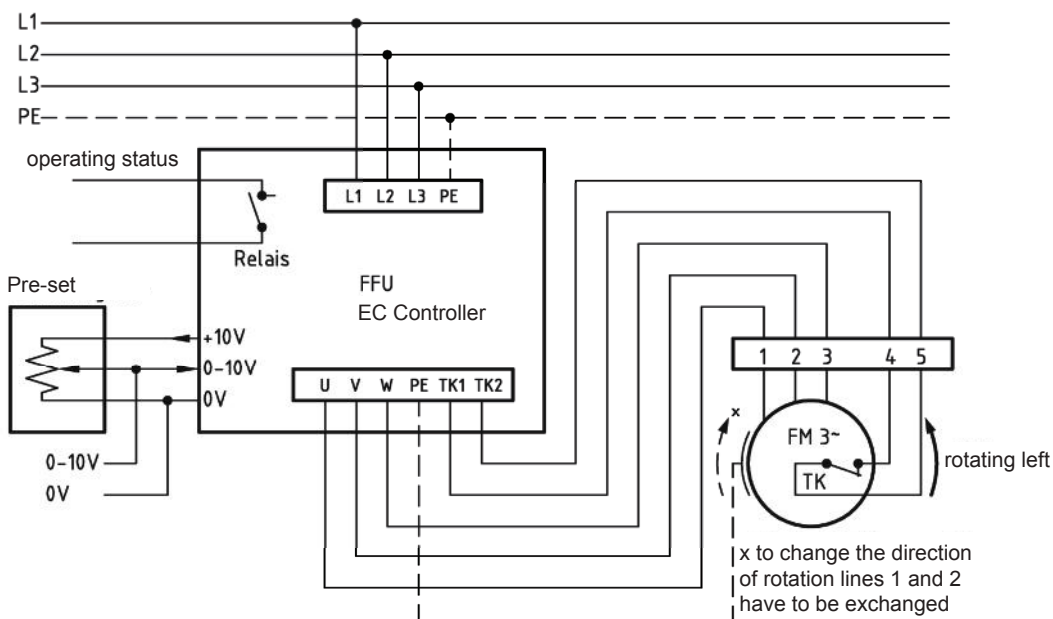 L1
L2
L3
PE
operating status
L1 L2 L3 PE
Relais
Pre-set
FFU
EC Controller
+10V
0-10V
0V
U V W PE TK1 TK2
1 2 3 4 5
x
FM 3~
TK
rotating left
0-10V
0V
x to change the direction
of rotation lines 1 and 2
have to be exchanged